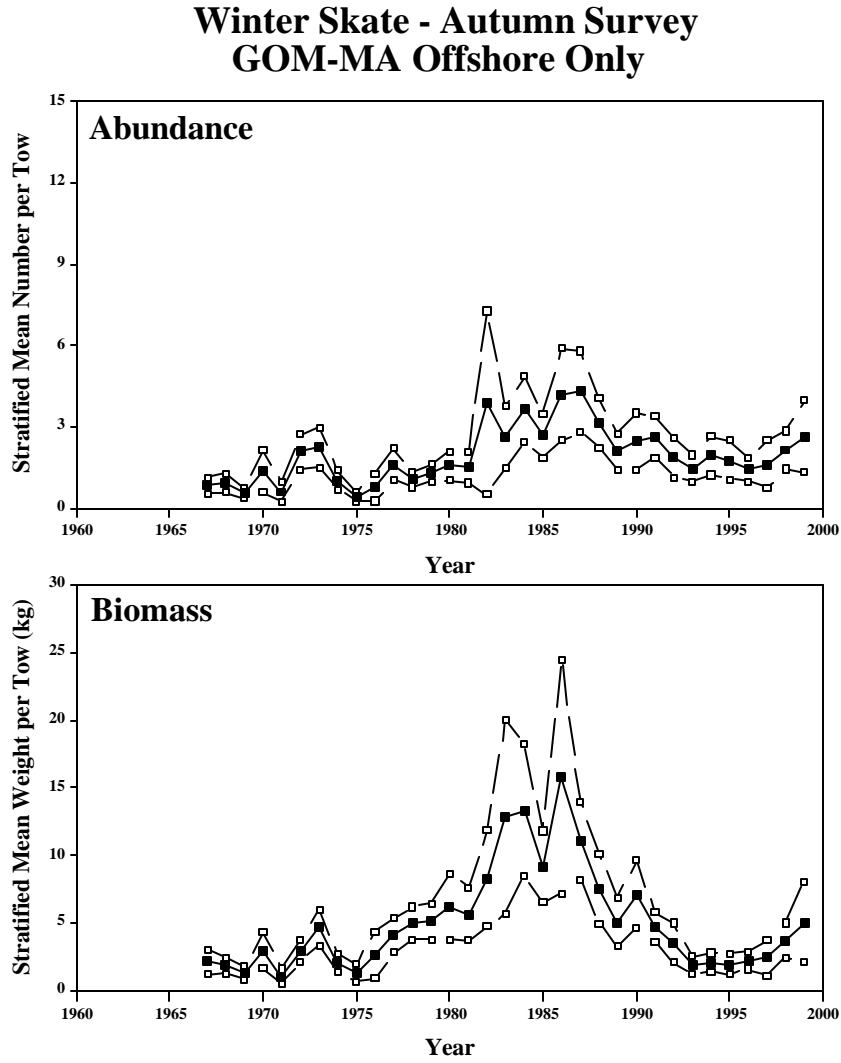 Winter Skate - Autumn Survey
GOM-MA Offshore Only
Abundance
Stratified Mean Number per Tow
15
12
9
6
3
0
1960 1965 1970 1975 1980 1985 1990 1995 2000
Year
Biomass
Stratified Mean Weight per Tow (kg)
30
25
20
15
10
5
0
1960 1965 1970 1975 1980 1985 1990 1995 2000
Year